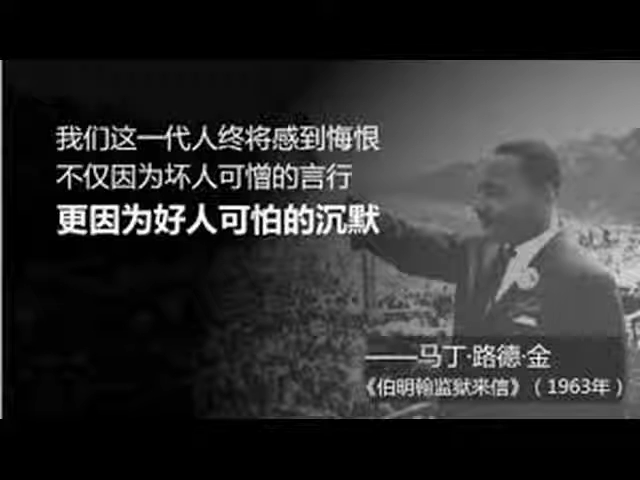 我们这一代人终将感到悔恨
不仅因为坏人可憎的言行
更因为好人可怕的沉默
——马丁·路德·金
《伯明翰监狱来信》（1963年）